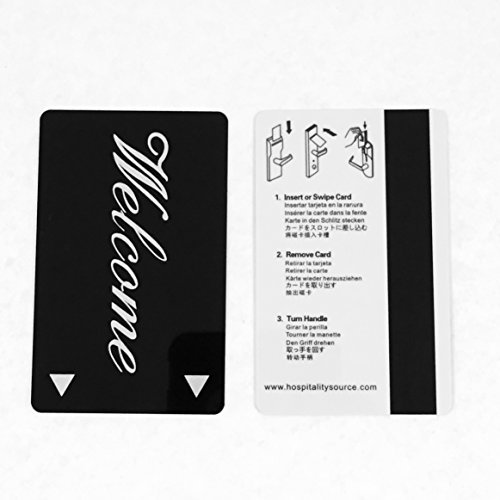 Welcome
1. Insert or Swipe Card
Insertar tarjeta en la ranura
Insérer la carte dans la fente
Karte in den Schlitz stecken
カードをスロットに差し込む
將磁卡插入卡槽
2. Remove Card
Retirar la tarjeta
Retirer la carte
Kärte wieder herausziehen
カードを取り出す
抽出磁卡
3. Turn Handle
Girar la perilla
Tourner la manette
Den Griff drehen
取っ手を回す
转动手柄
www.hospitalitysource.com